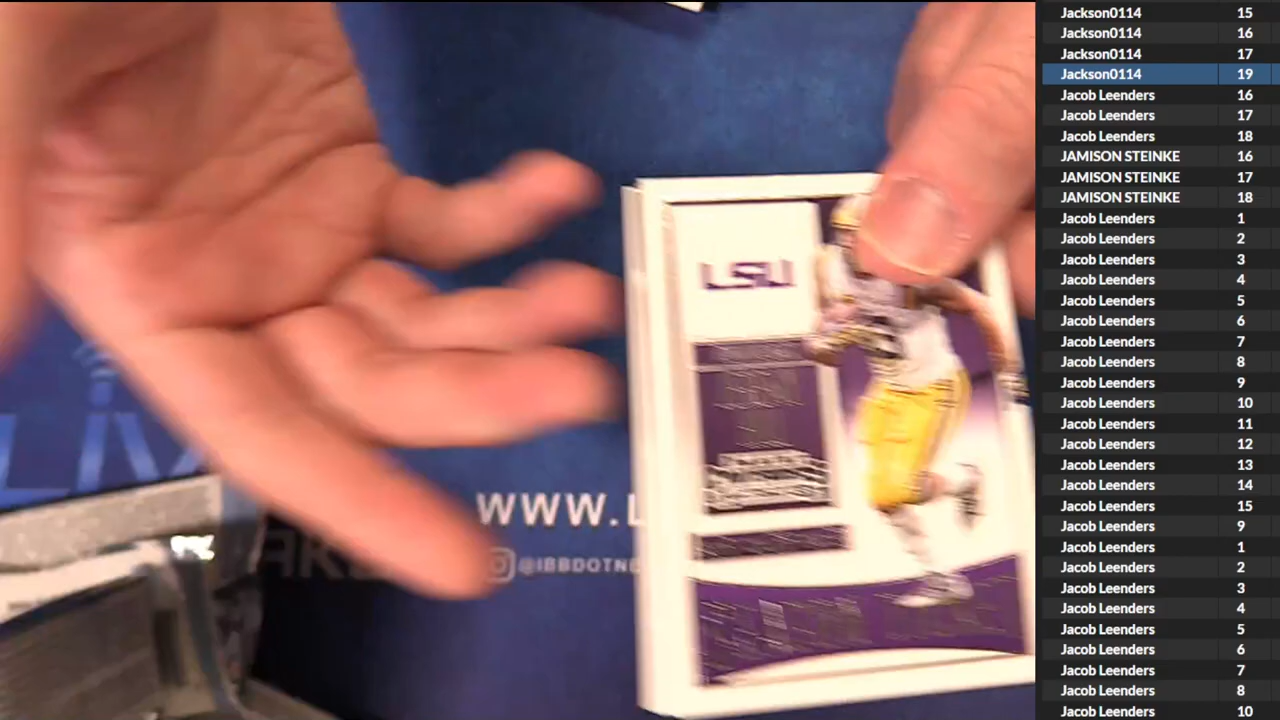 Jackson0114 15
Jackson0114 16
Jackson0114 17
Jackson0114 19
Jacob Leenders 16
Jacob Leenders 17
Jacob Leenders 18
JAMISON STEINKE 16
JAMISON STEINKE 17
JAMISON STEINKE 18
Jacob Leenders 1
Jacob Leenders 2
Jacob Leenders 3
Jacob Leenders 4
Jacob Leenders 5
Jacob Leenders 6
Jacob Leenders 7
Jacob Leenders 8
Jacob Leenders 9
Jacob Leenders 10
Jacob Leenders 11
Jacob Leenders 12
Jacob Leenders 13
Jacob Leenders 14
Jacob Leenders 15
Jacob Leenders 9
Jacob Leenders 1
Jacob Leenders 2
Jacob Leenders 3
Jacob Leenders 4
Jacob Leenders 5
Jacob Leenders 6
Jacob Leenders 7
Jacob Leenders 8
Jacob Leenders 10
LSU
WWW.L
@IBBDOTNE